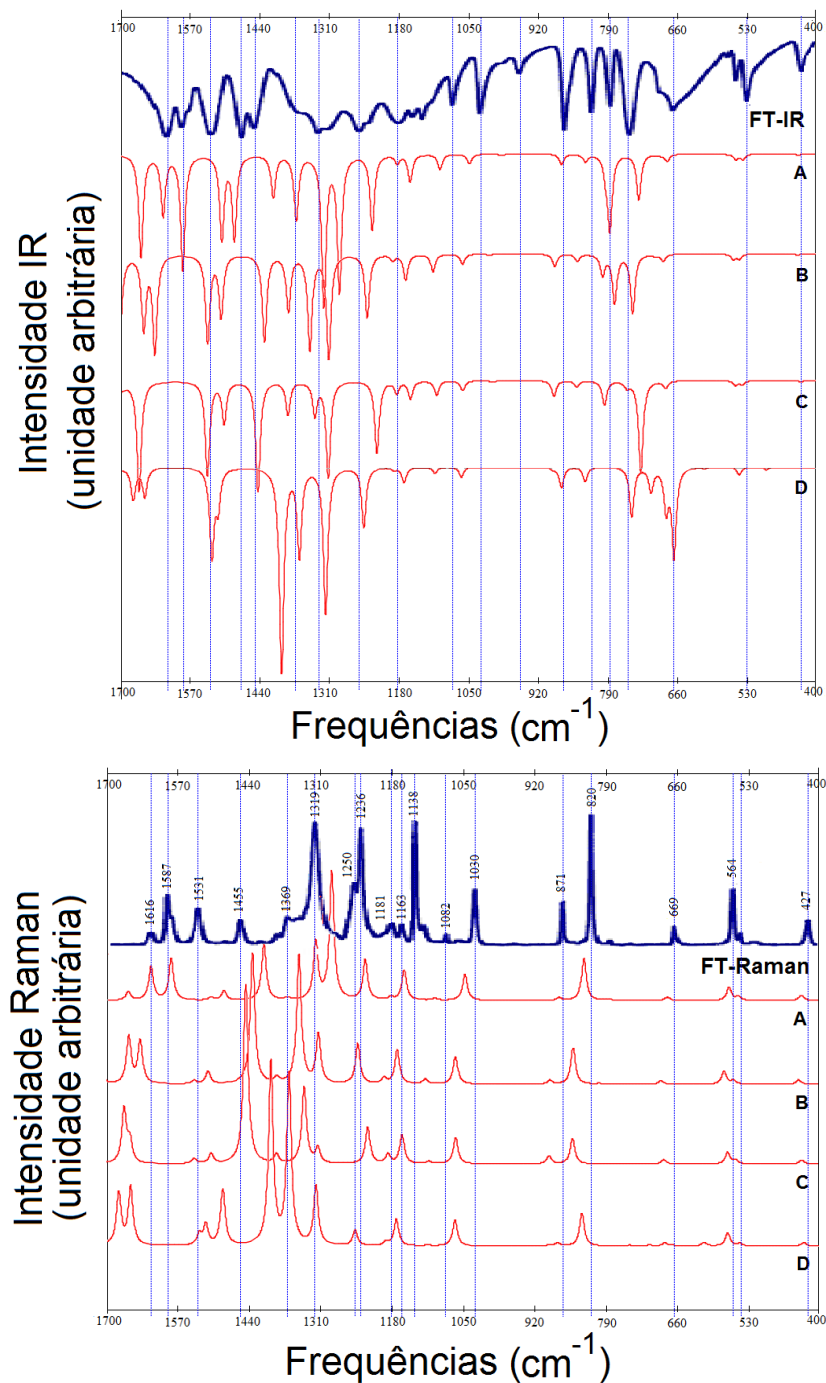 1700 1570 1440 1310 1180 1050 920 790 660 530 400
FT-IR
A
B
C
D
Intensidade IR
(unidade arbitrária)
1700 1570 1440 1310 1180 1050 920 790 660 530 400
Frequências (cm⁻¹)
1700 1570 1440 1310 1180 1050 920 790 660 530 400
1616 1587 1531 1455 1369 1319 1250 1236 1181 1163 1138 1082 1030 871 820 669 564 427
FT-Raman
A
B
C
D
Intensidade Raman
(unidade arbitrária)
1700 1570 1440 1310 1180 1050 920 790 660 530 400
Frequências (cm⁻¹)